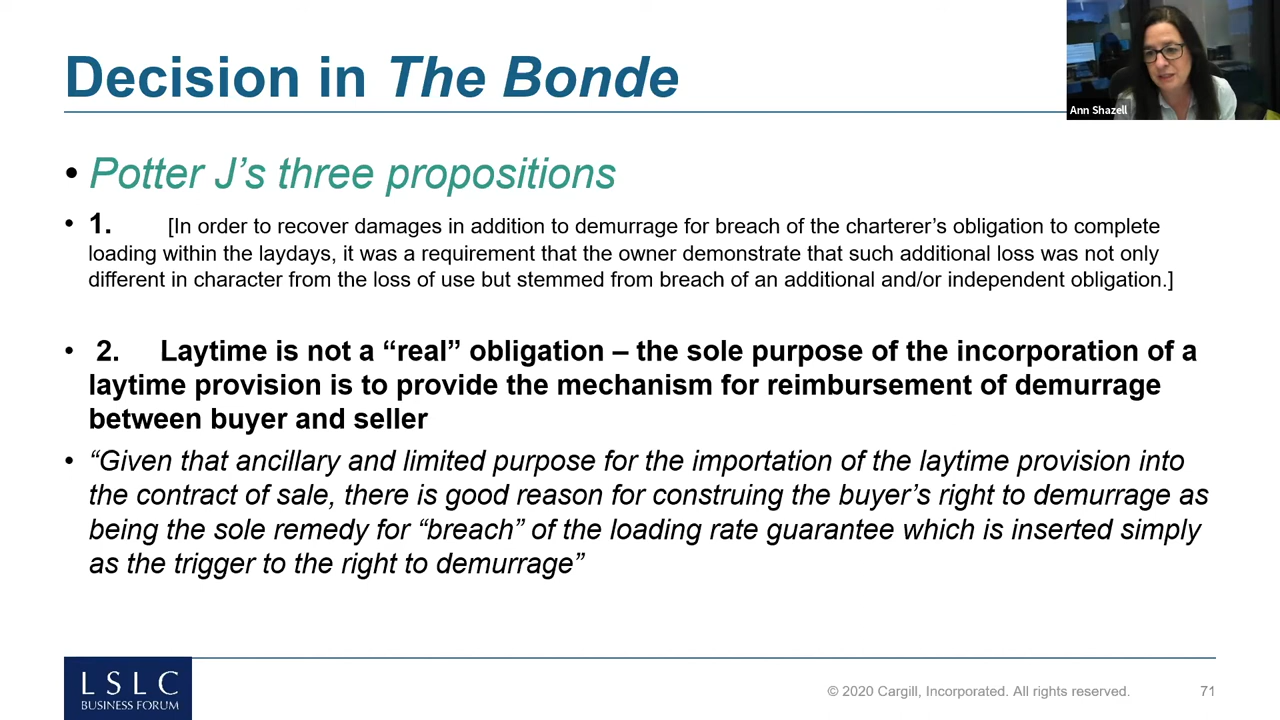 Decision in The Bonde
Ann Shazell
• Potter J’s three propositions
• 1. [In order to recover damages in addition to demurrage for breach of the charterer’s obligation to complete
loading within the laydays, it was a requirement that the owner demonstrate that such additional loss was not only
different in character from the loss of use but stemmed from breach of an additional and/or independent obligation.]
• 2. Laytime is not a “real” obligation – the sole purpose of the incorporation of a
laytime provision is to provide the mechanism for reimbursement of demurrage
between buyer and seller
• “Given that ancillary and limited purpose for the importation of the laytime provision into
the contract of sale, there is good reason for construing the buyer’s right to demurrage as
being the sole remedy for “breach” of the loading rate guarantee which is inserted simply
as the trigger to the right to demurrage”
LSLC
BUSINESS FORUM
© 2020 Cargill, Incorporated. All rights reserved.
71